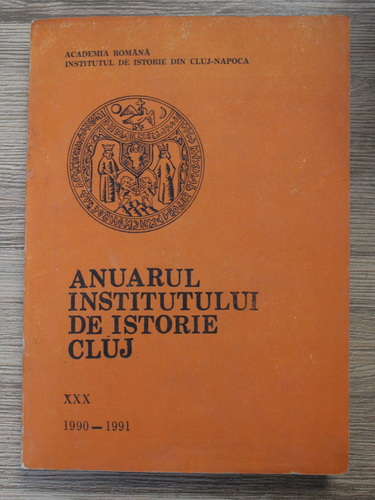 ACADEMIA ROMÂNĂ
INSTITUTUL DE ISTORIE DIN CLUJ-NAPOCA
ANUARUL
INSTITUTULUI
DE ISTORIE
CLUJ
XXX
1990—1991